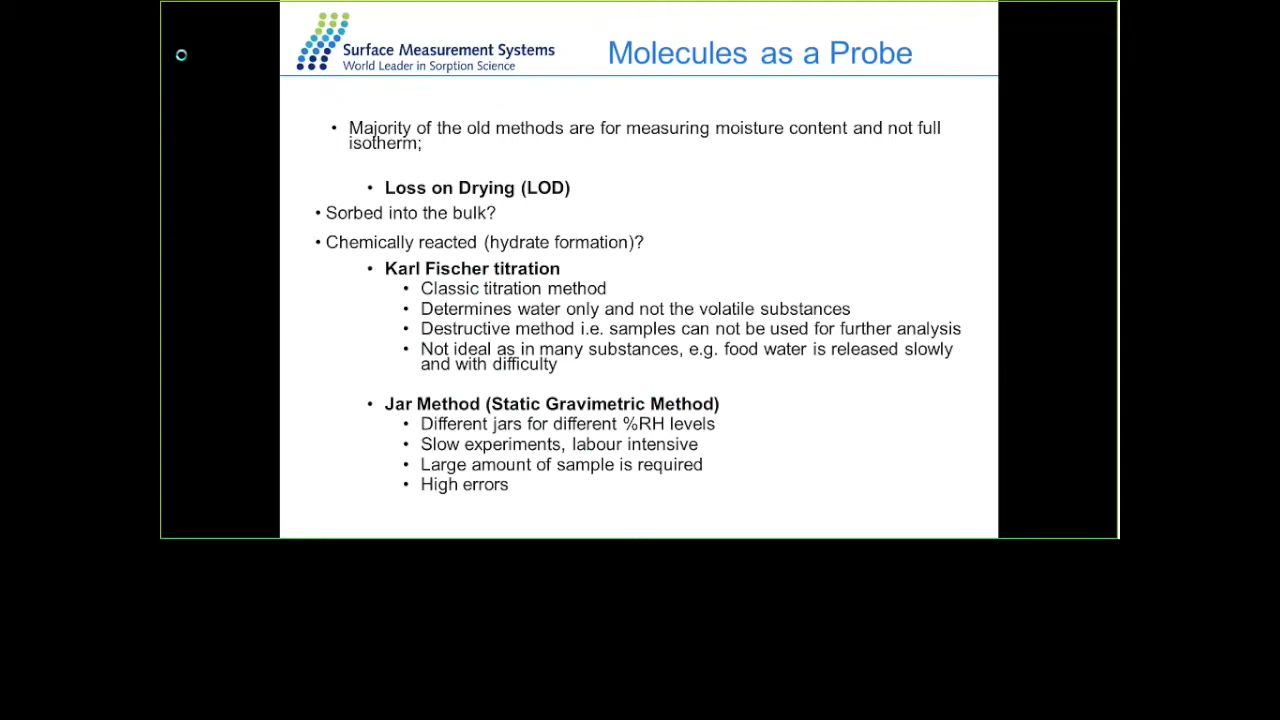 Surface Measurement Systems
World Leader in Sorption Science
Molecules as a Probe
• Majority of the old methods are for measuring moisture content and not full
isotherm;
• Loss on Drying (LOD)
• Sorbed into the bulk?
• Chemically reacted (hydrate formation)?
• Karl Fischer titration
• Classic titration method
• Determines water only and not the volatile substances
• Destructive method i.e. samples can not be used for further analysis
• Not ideal as in many substances, e.g. food water is released slowly
and with difficulty
• Jar Method (Static Gravimetric Method)
• Different jars for different %RH levels
• Slow experiments, labour intensive
• Large amount of sample is required
• High errors